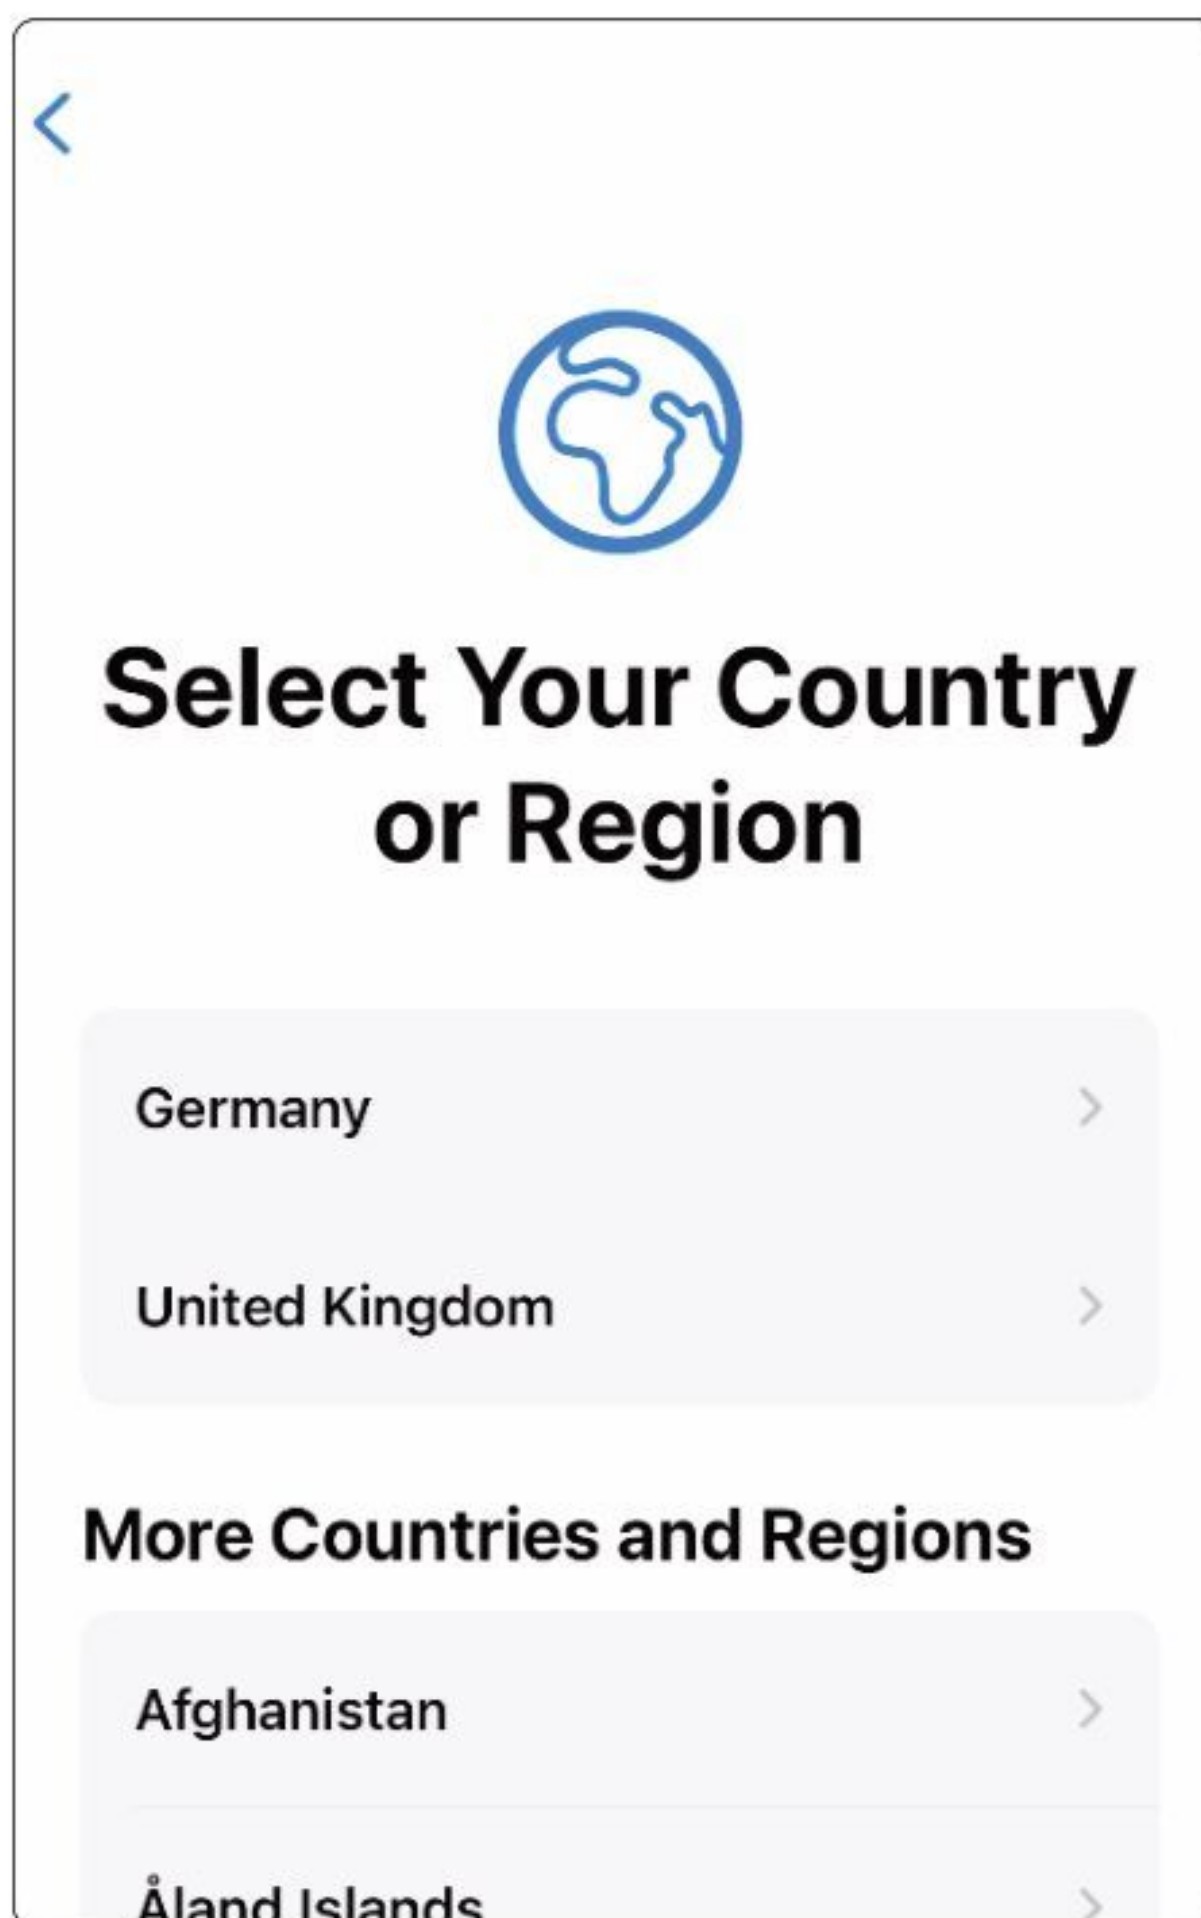 Select Your Country
or Region
Germany
United Kingdom
More Countries and Regions
Afghanistan
Åland Islands